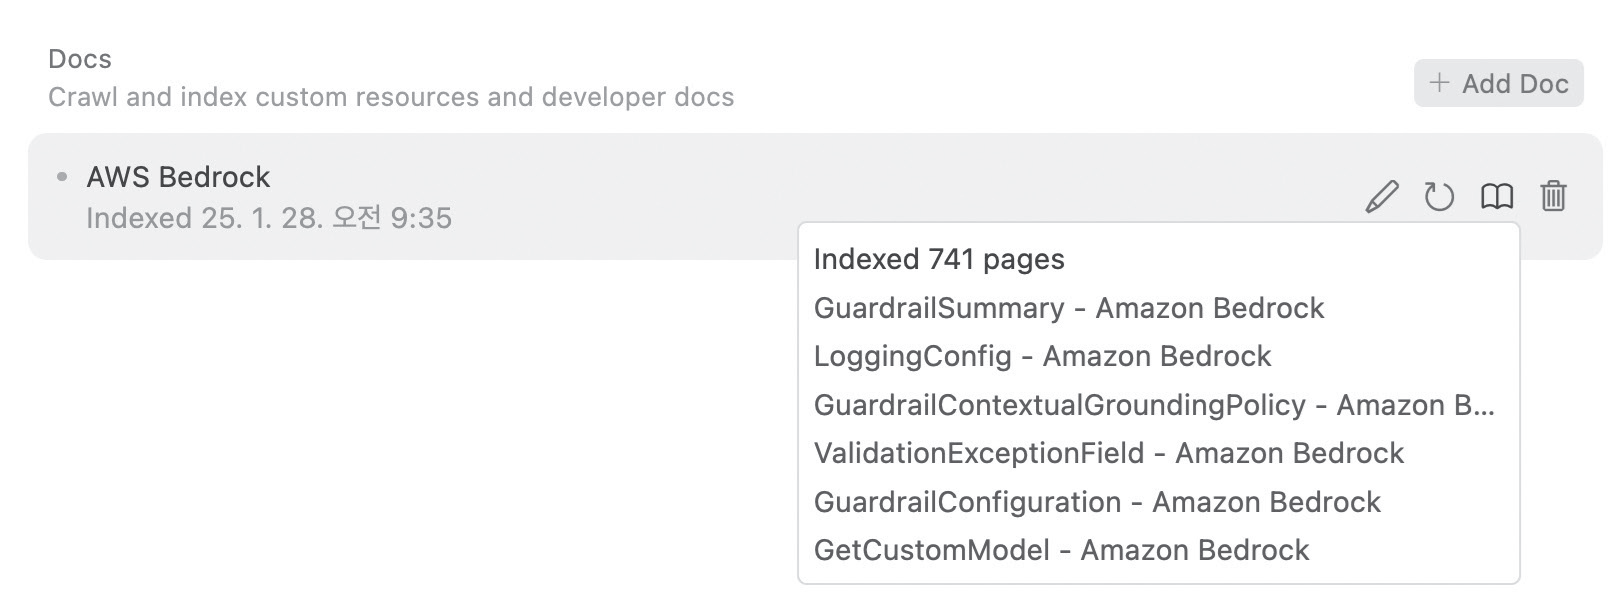 Docs
Crawl and index custom resources and developer docs
+ Add Doc
AWS Bedrock
Indexed 25. 1. 28. 오전 9:35
Indexed 741 pages
GuardrailSummary - Amazon Bedrock
LoggingConfig - Amazon Bedrock
GuardrailContextualGroundingPolicy - Amazon B...
ValidationExceptionField - Amazon Bedrock
GuardrailConfiguration - Amazon Bedrock
GetCustomModel - Amazon Bedrock